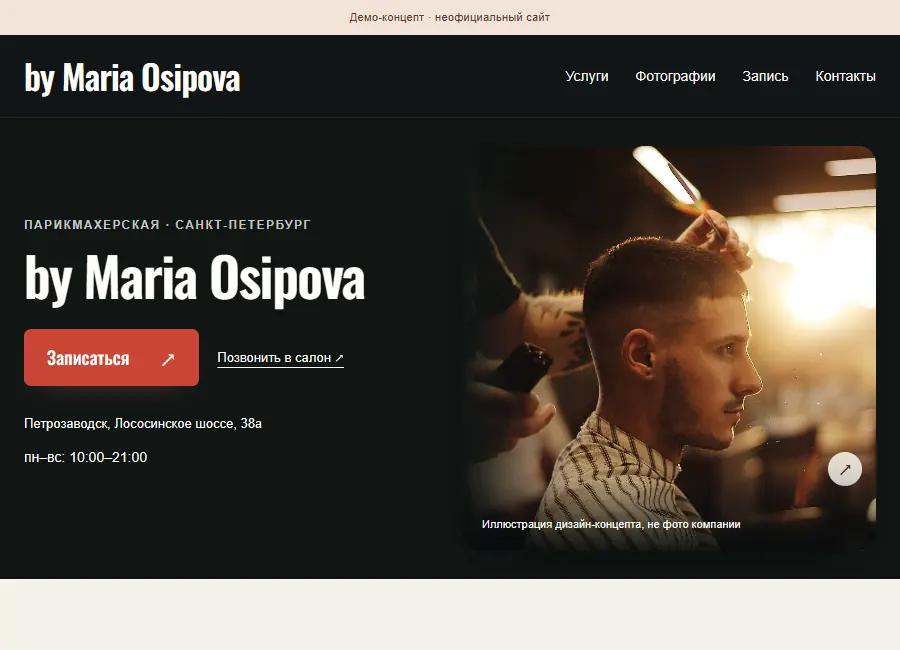 Демо-концепт · неофициальный сайт
by Maria Osipova
Услуги Фотографии Запись Контакты
ПАРИКМАХЕРСКАЯ · САНКТ-ПЕТЕРБУРГ
by Maria Osipova
Записаться ↗
Позвонить в салон ↗
Петрозаводск, Лососинское шоссе, 38а
пн–вс: 10:00–21:00
Иллюстрация дизайн-концепта, не фото компании